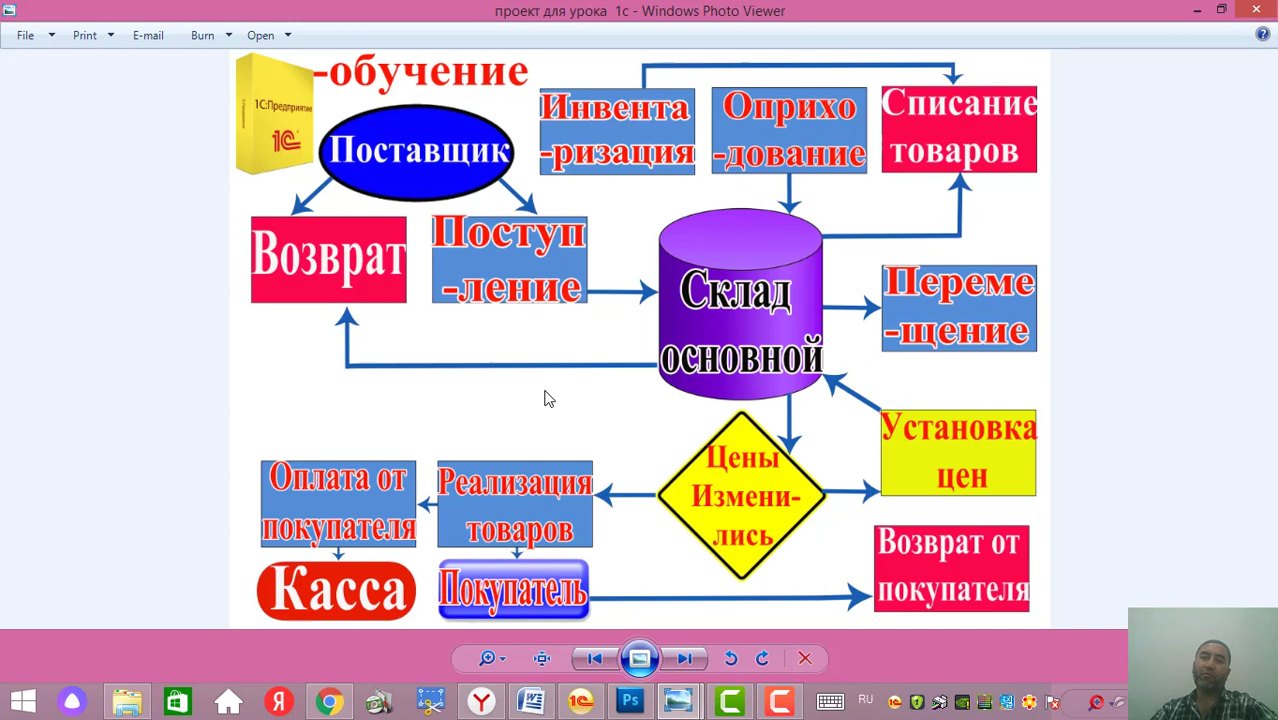 проект для урока 1с - Windows Photo Viewer
File Print E-mail Burn Open
1С:Предприятие
1С
-обучение
Поставщик
Инвента
-ризация
Оприхо
-дование
Списание
товаров
Возврат
Поступ
-ление
Склад
основной
Переме
-щение
Установка
цен
Цены
Измени-
лись
Оплата от
покупателя
Реализация
товаров
Касса
Покупатель
Возврат от
покупателя
RU